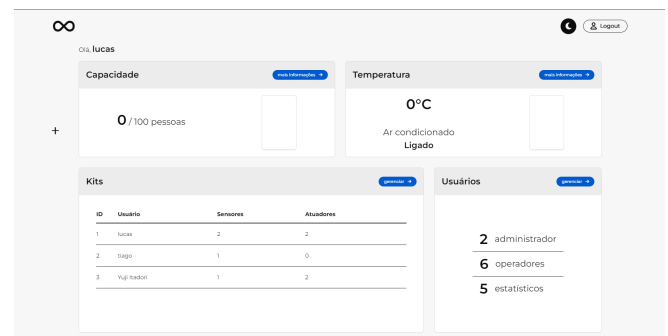 Logout
Olá, lucas
Capacidade
mais informações →
0 / 100 pessoas
Temperatura
mais informações →
0°C
Ar condicionado
Ligado
+
Kits
gerenciar →
ID Usuário Sensores Atuadores
1 lucas 2 2
2 tiago 1 0
3 Yuji Itadori 1 2
Usuários
gerenciar →
2 administrador
6 operadores
5 estatísticos